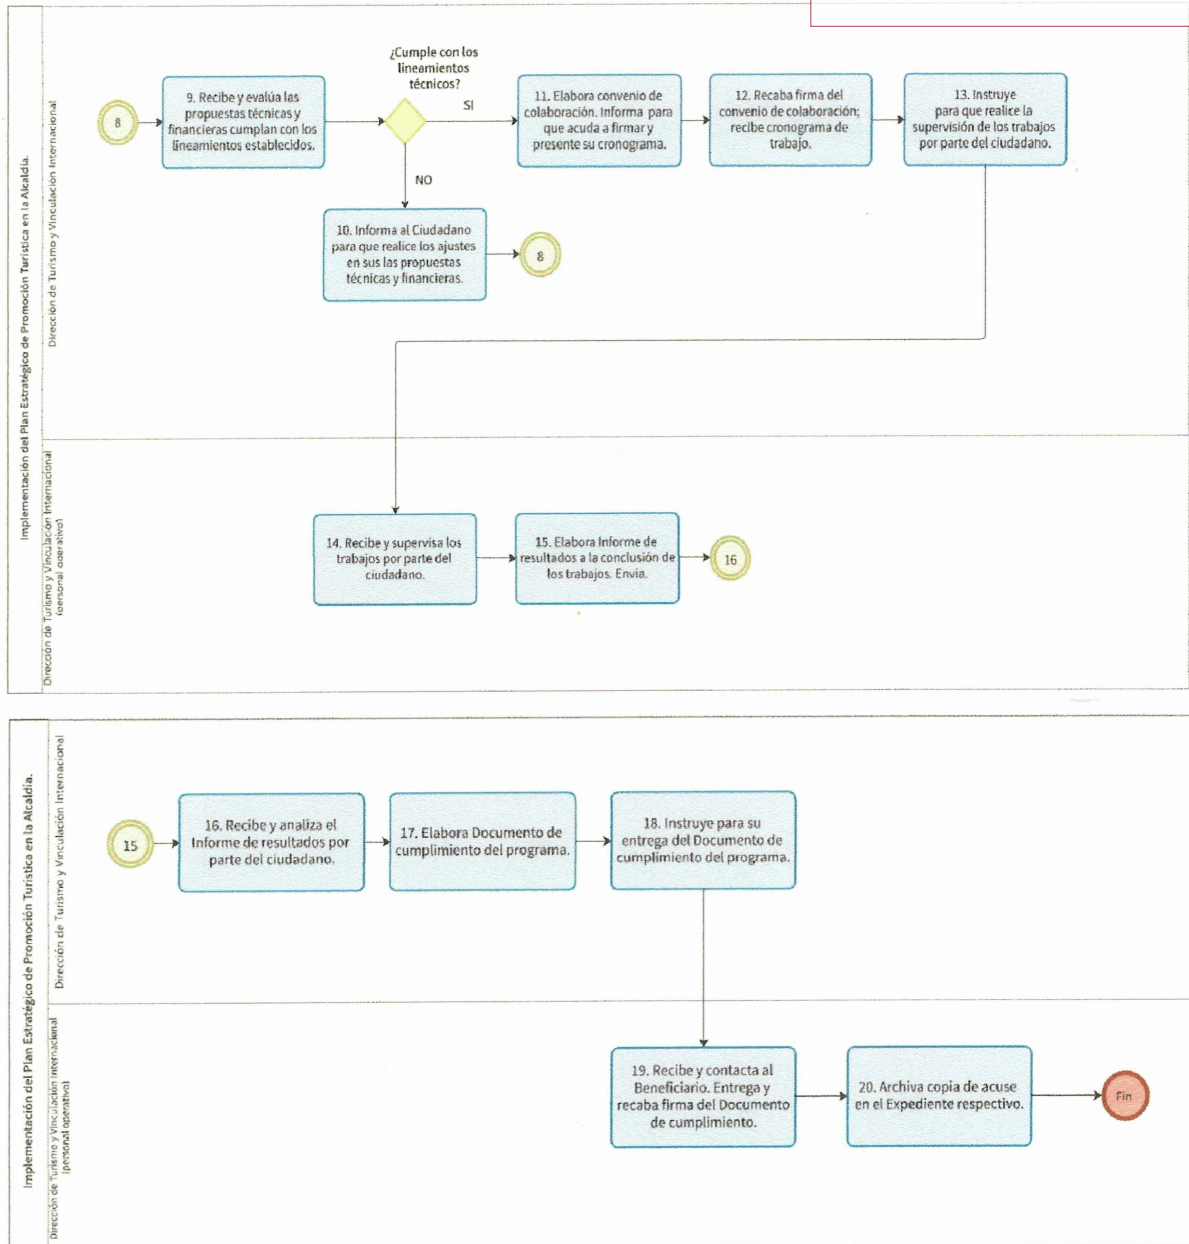 Implementación del Plan Estratégico de Promoción Turística en la Alcaldía.
Dirección de Turismo y Vinculación Internacional
8
9. Recibe y evalúa las
propuestas técnicas y
financieras cumplan con los
lineamientos establecidos.
¿Cumple con los
lineamientos
técnicos?
SI
NO
11. Elabora convenio de
colaboración. Informa para
que acuda a firmar y
presente su cronograma.
12. Recaba firma del
convenio de colaboración;
recibe cronograma de
trabajo.
13. Instruye
para que realice la
supervisión de los trabajos
por parte del ciudadano.
10. Informa al Ciudadano
para que realice los ajustes
en sus las propuestas
técnicas y financieras.
8
Dirección de Turismo y Vinculación Internacional
(personal operativo)
14. Recibe y supervisa los
trabajos por parte del
ciudadano.
15. Elabora Informe de
resultados a la conclusión de
los trabajos. Envía.
16
Implementación del Plan Estratégico de Promoción Turística en la Alcaldía.
Dirección de Turismo y Vinculación Internacional
15
16. Recibe y analiza el
Informe de resultados por
parte del ciudadano.
17. Elabora Documento de
cumplimiento del programa.
18. Instruye para su
entrega del Documento de
cumplimiento del programa.
Dirección de Turismo y Vinculación Internacional
(personal operativo)
19. Recibe y contacta al
Beneficiario. Entrega y
recaba firma del Documento
de cumplimiento.
20. Archiva copia de acuse
en el Expediente respectivo.
Fin